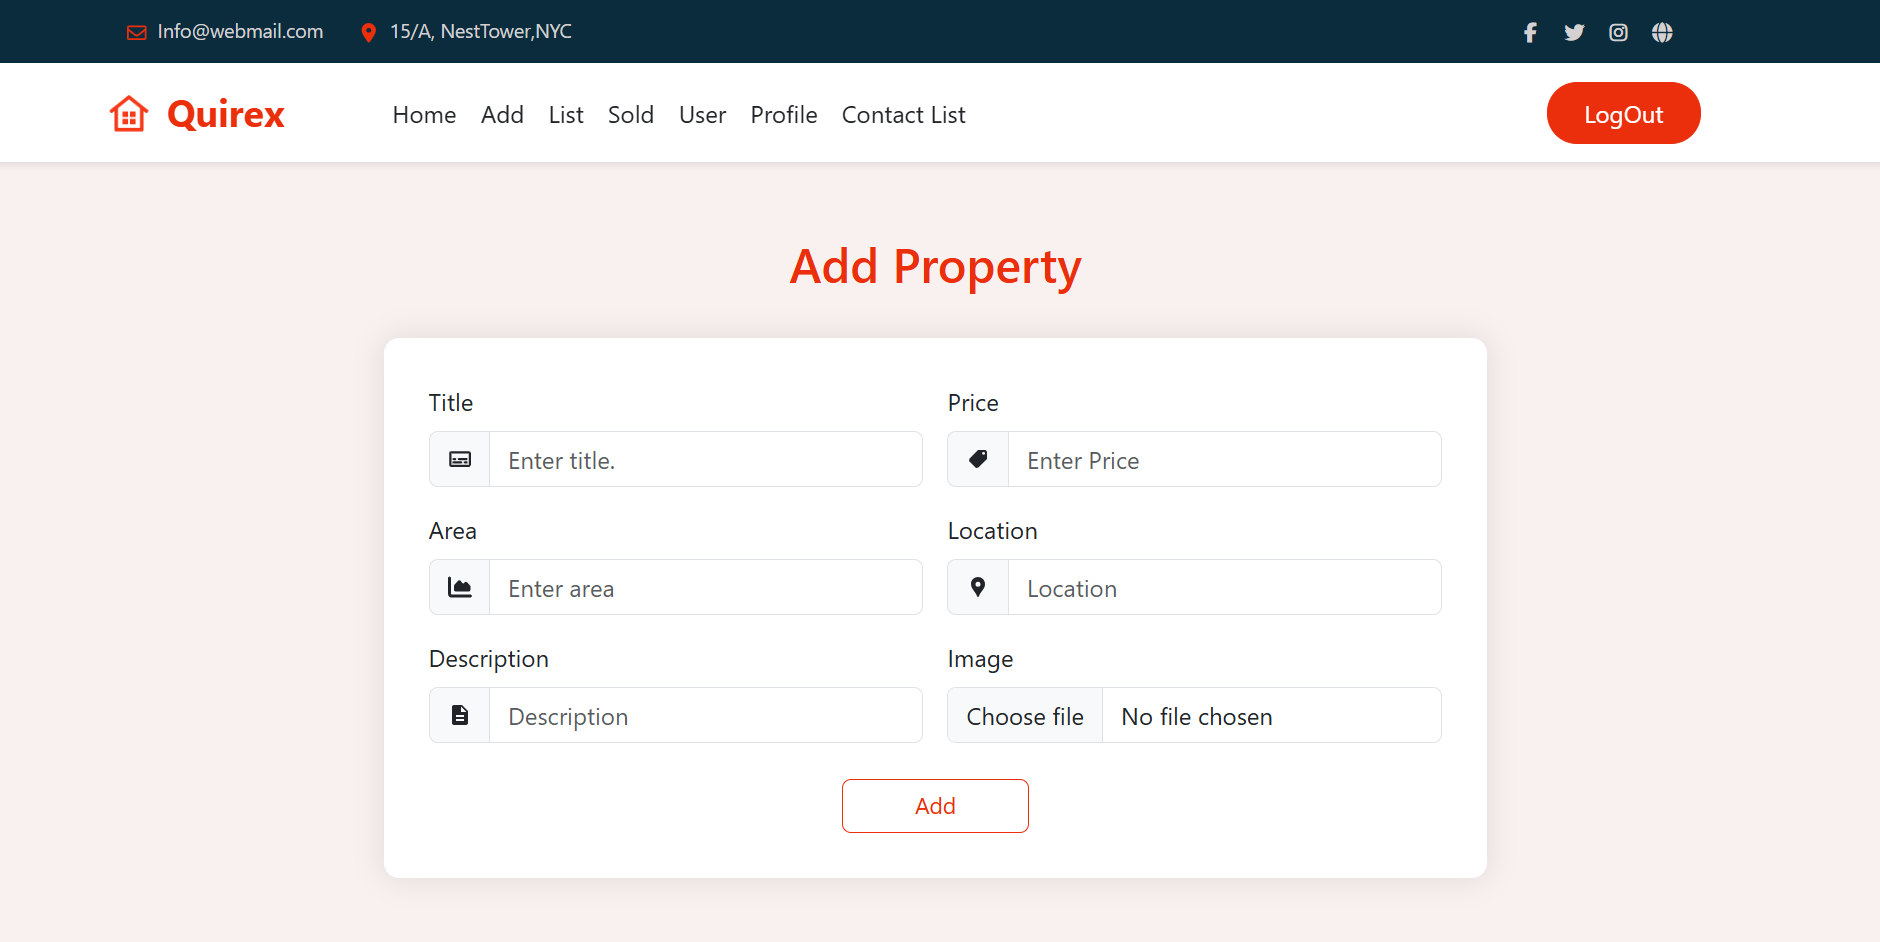 Info@webmail.com 15/A, NestTower,NYC
Quirex Home Add List Sold User Profile Contact List LogOut
Add Property
Title Price
Enter title. Enter Price
Area Location
Enter area Location
Description Image
Description Choose file No file chosen
Add